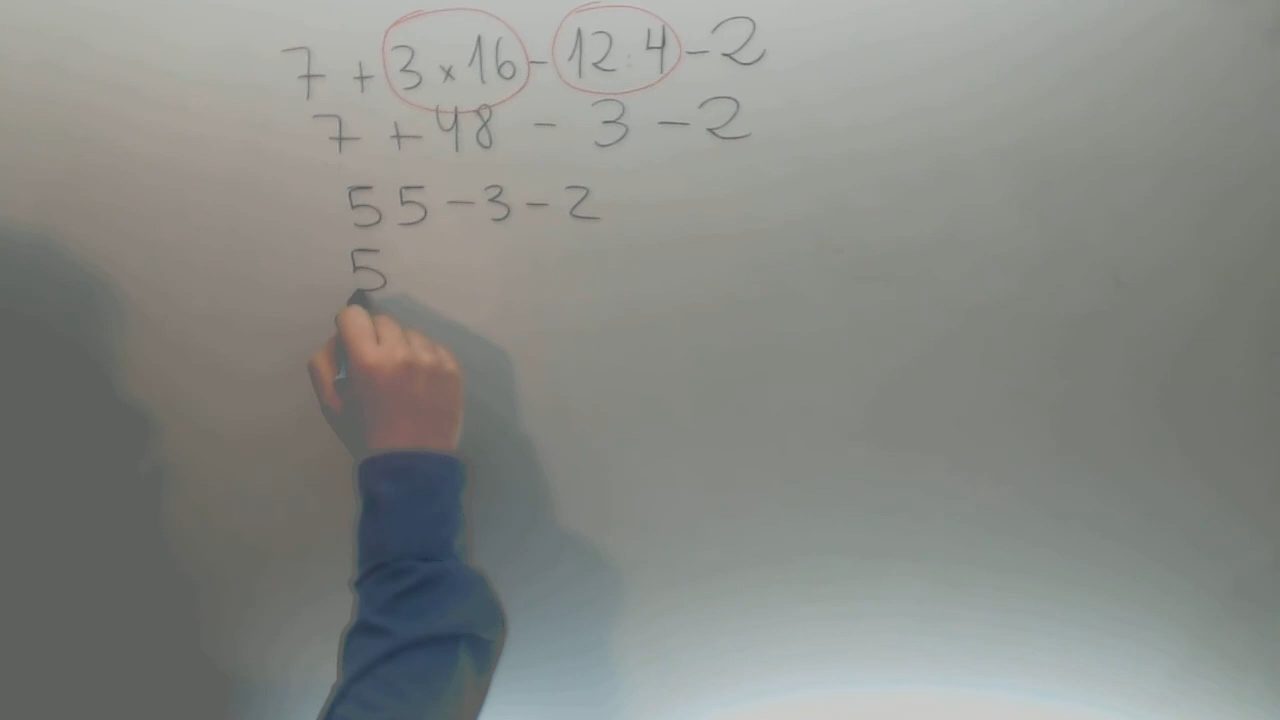 7 + 3 × 16 - 12 : 4 - 2
7 + 48 - 3 - 2
55 - 3 - 2
5